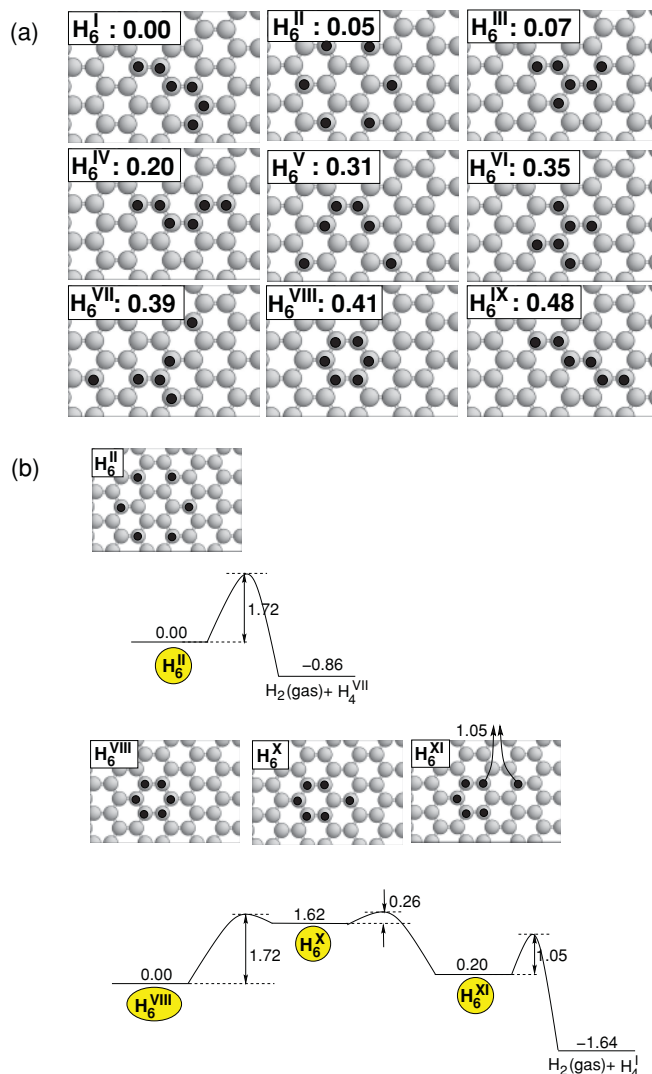 (a)
H₆ᴵ: 0.00
H₆ᴵᴵ: 0.05
H₆ᴵᴵᴵ: 0.07
H₆ᴵⱽ: 0.20
H₆ⱽ: 0.31
H₆ⱽᴵ: 0.35
H₆ⱽᴵᴵ: 0.39
H₆ⱽᴵᴵᴵ: 0.41
H₆ᴵˣ: 0.48
(b)
H₆ᴵᴵ
1.72
0.00
H₆ᴵᴵ
−0.86
H₂(gas)+ H₄ⱽᴵᴵ
1.05
H₆ⱽᴵᴵᴵ
H₆ˣ
H₆ˣᴵ
0.26
1.62
H₆ˣ
1.72
0.00
H₆ⱽᴵᴵᴵ
0.20
1.05
H₆ˣᴵ
−1.64
H₂(gas)+ H₄ᴵ